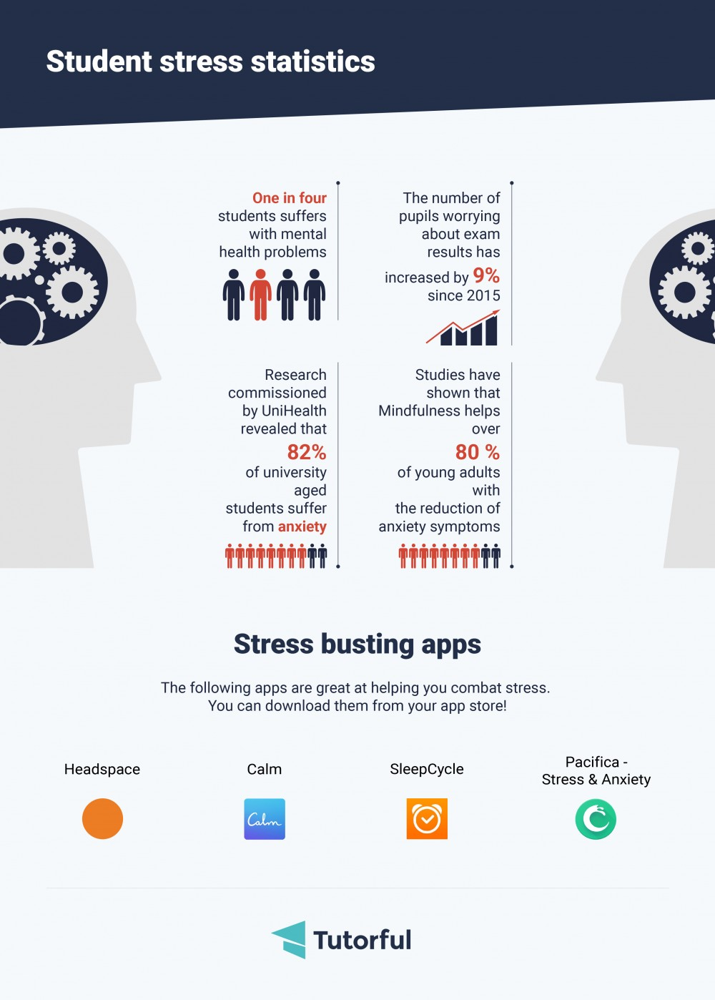 Student stress statistics
One in four
students suffers
with mental
health problems
The number of
pupils worrying
about exam
results has
increased by 9%
since 2015
Research
commissioned
by UniHealth
revealed that
82%
of university
aged
students suffer
from anxiety
Studies have
shown that
Mindfulness helps
over
80 %
of young adults
with
the reduction of
anxiety symptoms
Stress busting apps
The following apps are great at helping you combat stress.
You can download them from your app store!
Headspace
Calm
SleepCycle
Pacifica -
Stress & Anxiety
Calm
Tutorful